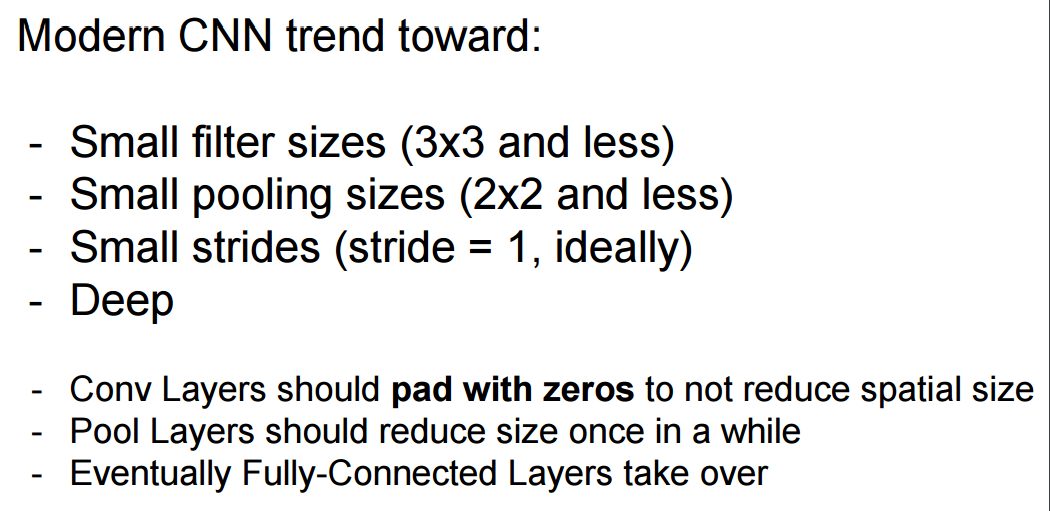 Modern CNN trend toward:
- Small filter sizes (3x3 and less)
- Small pooling sizes (2x2 and less)
- Small strides (stride = 1, ideally)
- Deep
- Conv Layers should pad with zeros to not reduce spatial size
- Pool Layers should reduce size once in a while
- Eventually Fully-Connected Layers take over